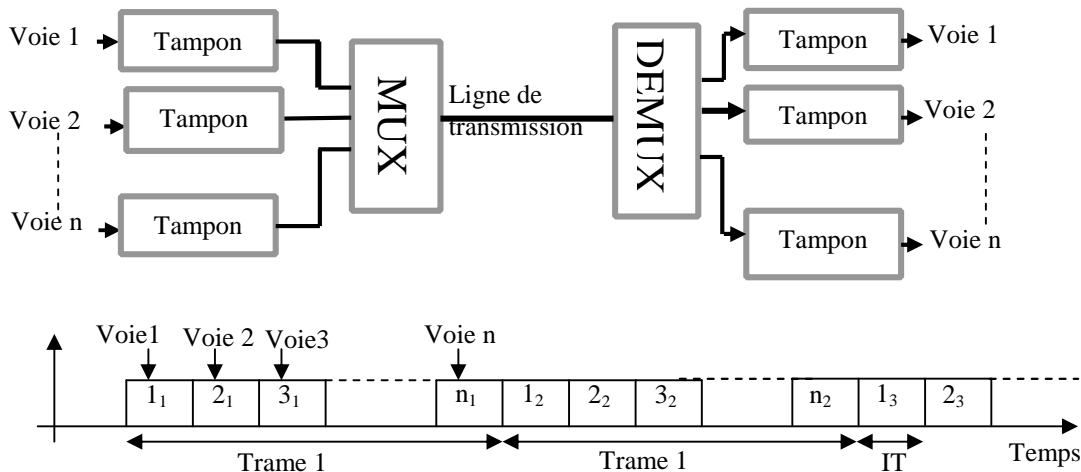 Voie 1 Tampon Tampon Voie 1
Voie 2 Tampon MUX Ligne de transmission DEMUX Tampon Voie 2
Voie n Tampon Tampon Voie n
Voie1 Voie 2 Voie3 Voie n
1₁ 2₁ 3₁ n₁ 1₂ 2₂ 3₂ n₂ 1₃ 2₃
Trame 1 Trame 1 IT Temps